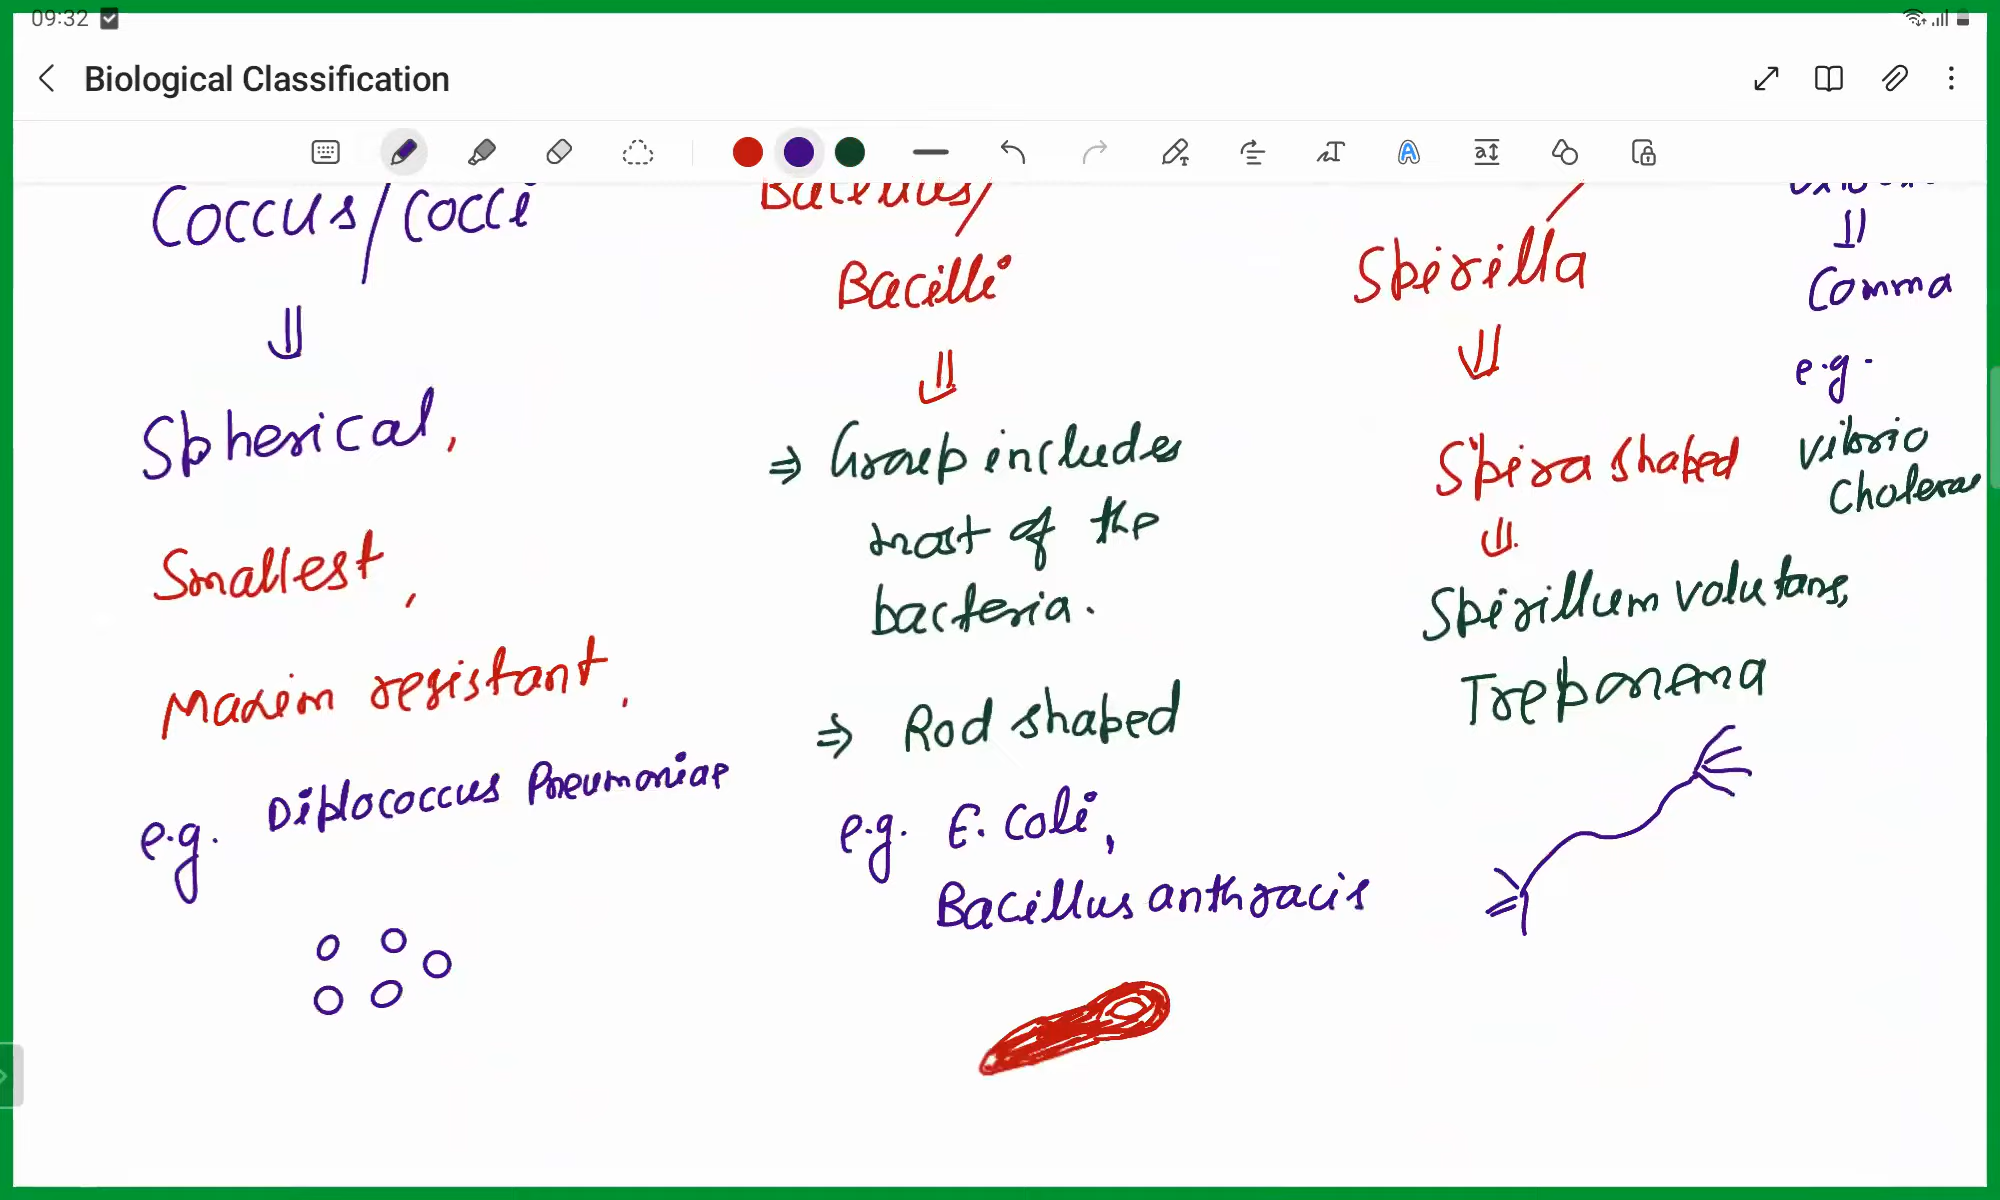 09:32
Biological Classification
Coccus/cocci
Spherical,
Smallest,
Maxim resistant,
e.g. Diplococcus Pneumoniae
Bacillus/
Bacilli
⇒ Group includes
most of the
bacteria.
⇒ Rod shaped
e.g. E. Coli,
Bacillus anthracis
Spirilla
Spira shaped
Spirillum volutans,
Treponema
Comma
e.g.
Vibrio
Cholerae